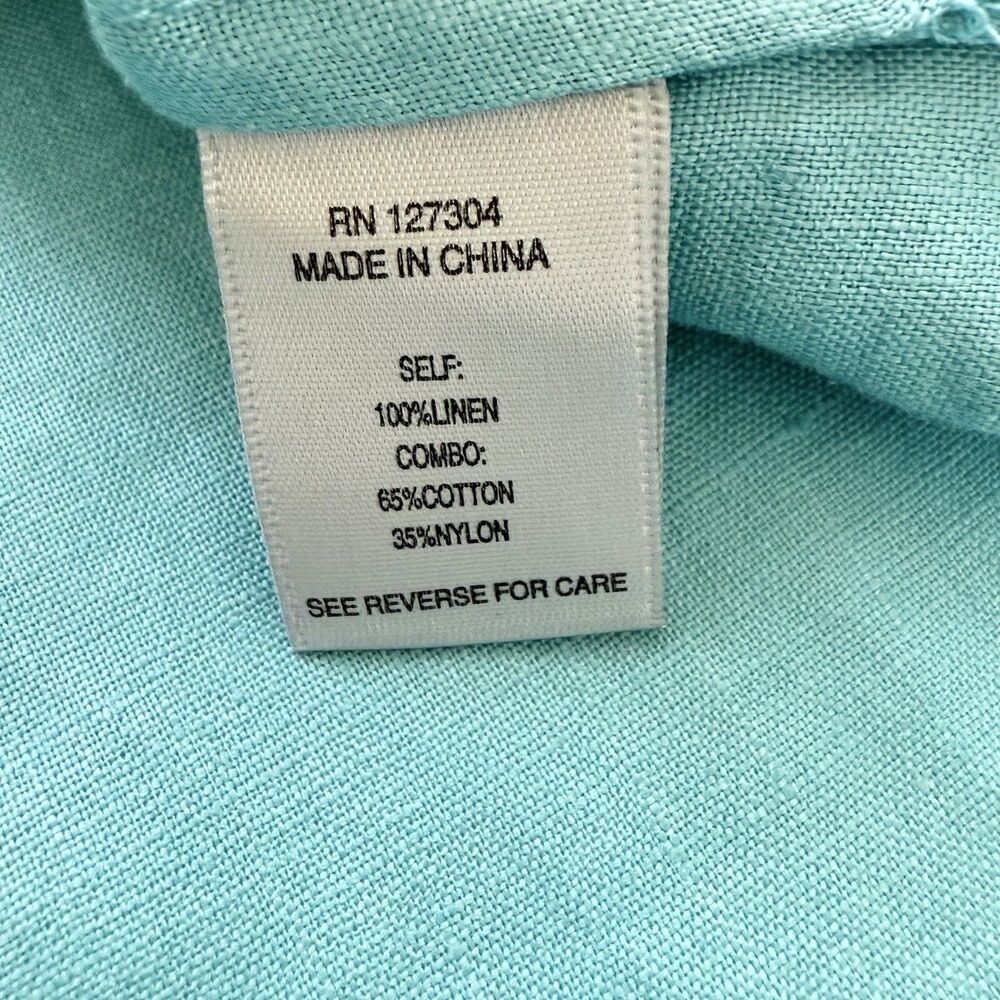 RN 127304
MADE IN CHINA
SELF:
100%LINEN
COMBO:
65%COTTON
35%NYLON
SEE REVERSE FOR CARE